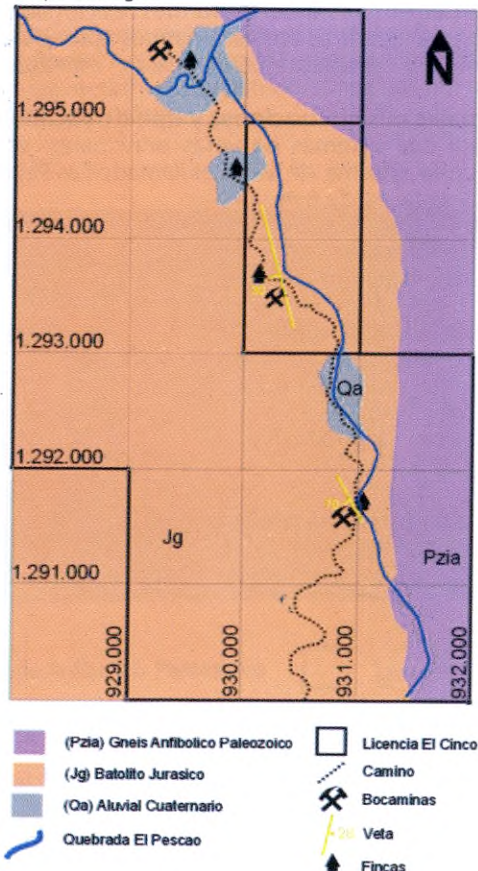 N
1.295.000
1.294.000
1.293.000
Qa
1.292.000
Jg
1.291.000
Pzia
929.000
930.000
931.000
932.000
(Pzia) Gneis Anfibolico Paleozoico
(Jg) Batolito Jurasico
(Qa) Aluvial Cuaternario
Quebrada El Pescao
Licencia El Cinco
Camino
Bocaminas
Veta
Fincas